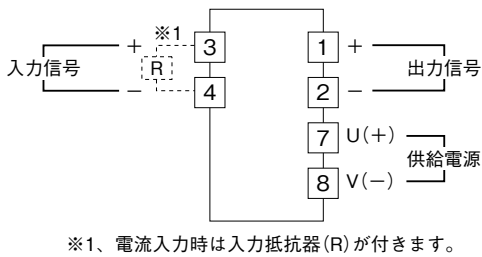 ※1
+ 3 1 +
入力信号 R 出力信号
− 4 2 −
7 U(+)
供給電源
8 V(−)
※1、電流入力時は入力抵抗器(R)が付きます。